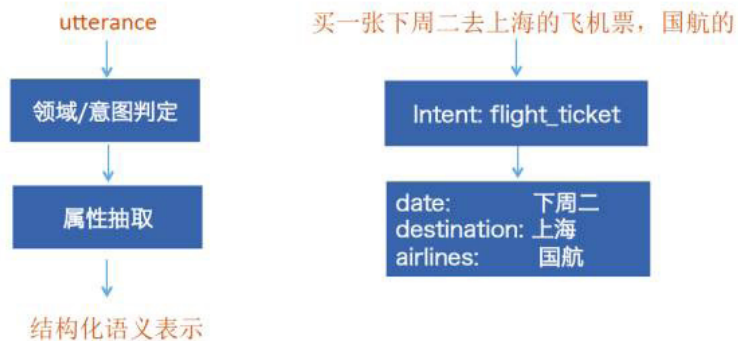 utterance
领域/意图判定
属性抽取
结构化语义表示
买一张下周二去上海的飞机票，国航的
Intent: flight_ticket
date: 下周二
destination: 上海
airlines: 国航